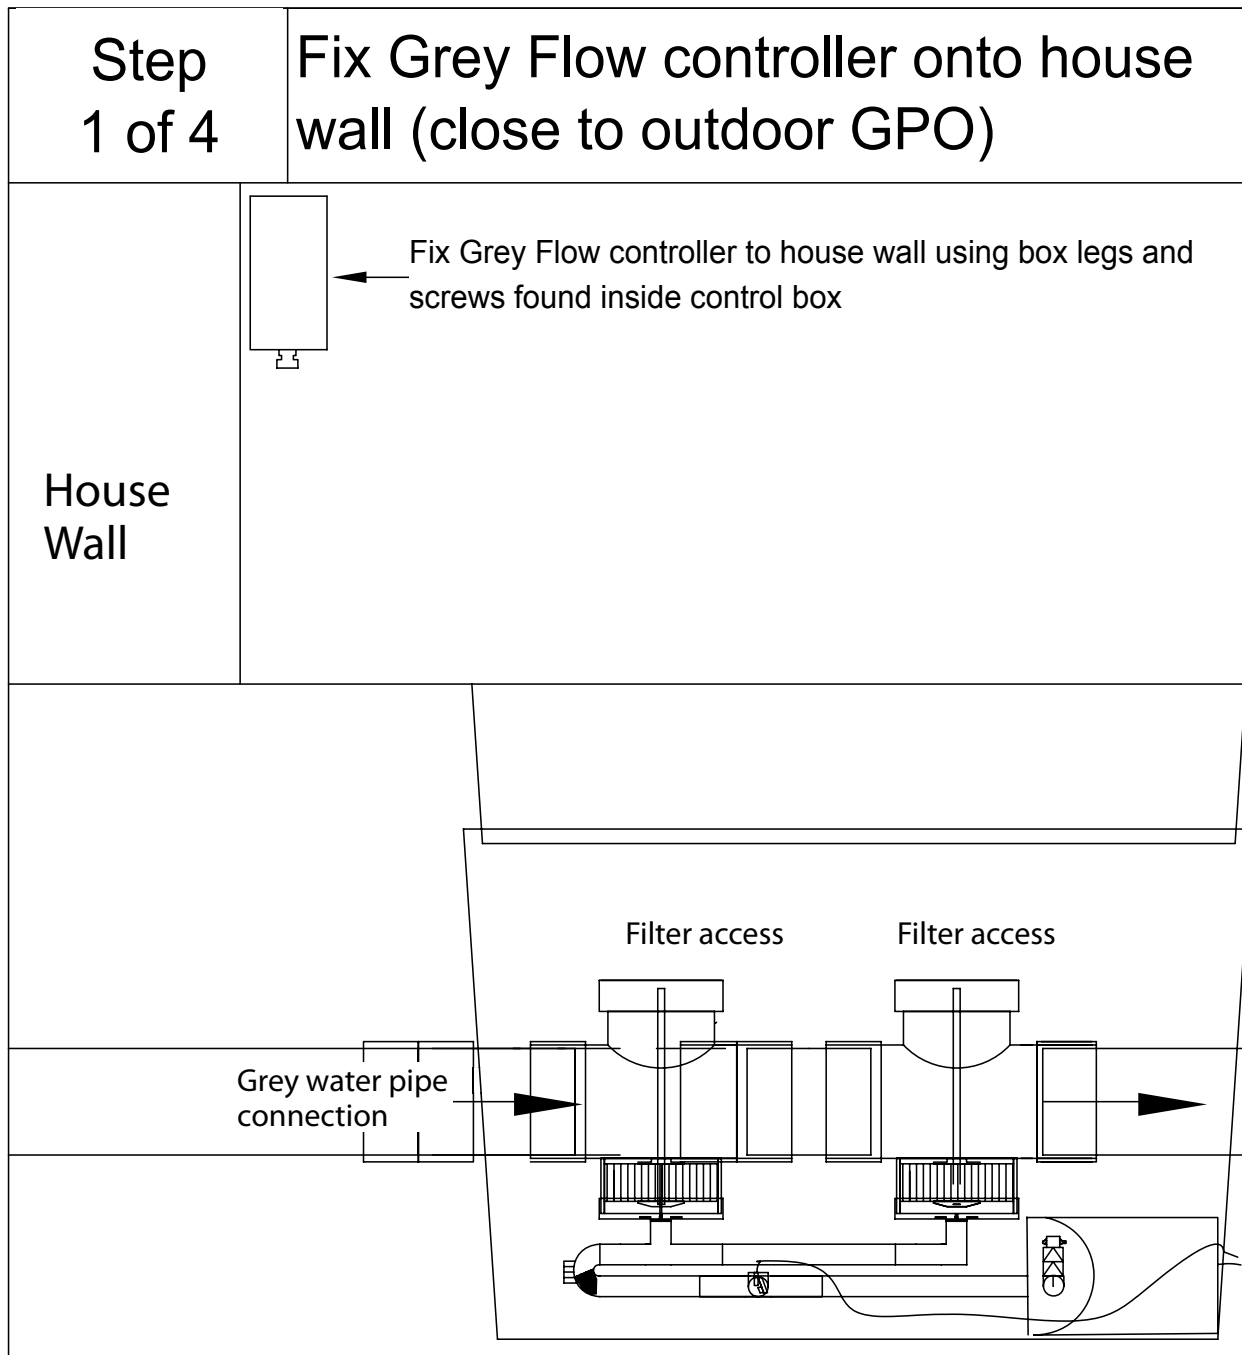 Step
1 of 4
Fix Grey Flow controller onto house
wall (close to outdoor GPO)
Fix Grey Flow controller to house wall using box legs and
screws found inside control box
House
Wall
Filter access
Filter access
Grey water pipe
connection